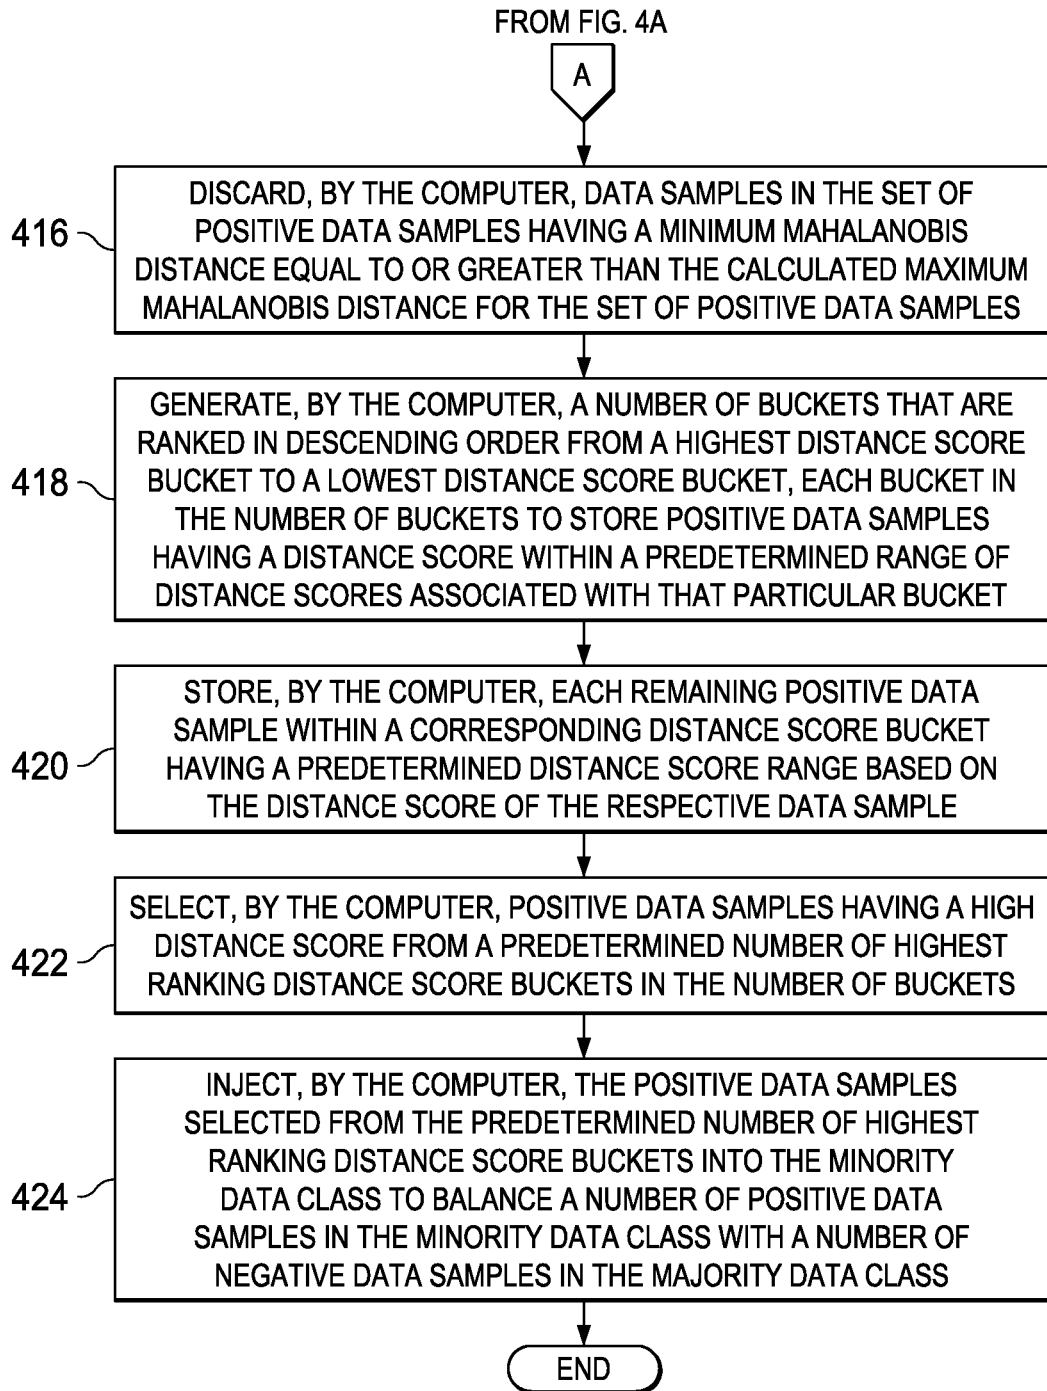 FROM FIG. 4A
A
416
DISCARD, BY THE COMPUTER, DATA SAMPLES IN THE SET OF
POSITIVE DATA SAMPLES HAVING A MINIMUM MAHALANOBIS
DISTANCE EQUAL TO OR GREATER THAN THE CALCULATED MAXIMUM
MAHALANOBIS DISTANCE FOR THE SET OF POSITIVE DATA SAMPLES
418
GENERATE, BY THE COMPUTER, A NUMBER OF BUCKETS THAT ARE
RANKED IN DESCENDING ORDER FROM A HIGHEST DISTANCE SCORE
BUCKET TO A LOWEST DISTANCE SCORE BUCKET, EACH BUCKET IN
THE NUMBER OF BUCKETS TO STORE POSITIVE DATA SAMPLES
HAVING A DISTANCE SCORE WITHIN A PREDETERMINED RANGE OF
DISTANCE SCORES ASSOCIATED WITH THAT PARTICULAR BUCKET
420
STORE, BY THE COMPUTER, EACH REMAINING POSITIVE DATA
SAMPLE WITHIN A CORRESPONDING DISTANCE SCORE BUCKET
HAVING A PREDETERMINED DISTANCE SCORE RANGE BASED ON
THE DISTANCE SCORE OF THE RESPECTIVE DATA SAMPLE
422
SELECT, BY THE COMPUTER, POSITIVE DATA SAMPLES HAVING A HIGH
DISTANCE SCORE FROM A PREDETERMINED NUMBER OF HIGHEST
RANKING DISTANCE SCORE BUCKETS IN THE NUMBER OF BUCKETS
424
INJECT, BY THE COMPUTER, THE POSITIVE DATA SAMPLES
SELECTED FROM THE PREDETERMINED NUMBER OF HIGHEST
RANKING DISTANCE SCORE BUCKETS INTO THE MINORITY
DATA CLASS TO BALANCE A NUMBER OF POSITIVE DATA
SAMPLES IN THE MINORITY DATA CLASS WITH A NUMBER OF
NEGATIVE DATA SAMPLES IN THE MAJORITY DATA CLASS
END